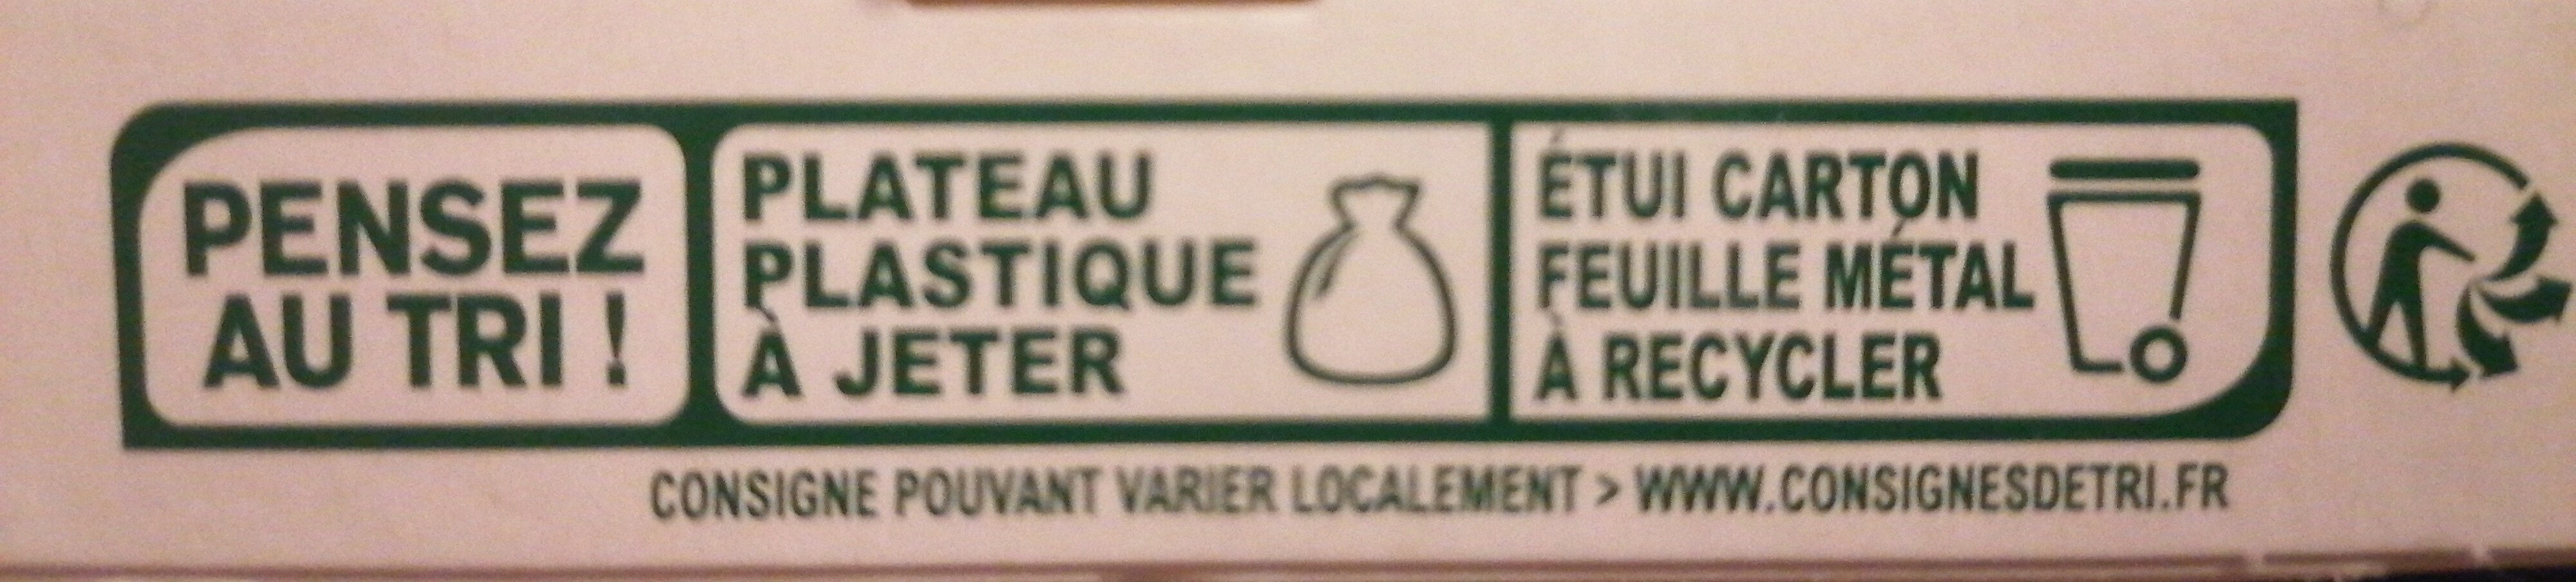 PENSEZ
AU TRI !
PLATEAU
PLASTIQUE
À JETER
ÉTUI CARTON
FEUILLE MÉTAL
À RECYCLER
CONSIGNE POUVANT VARIER LOCALEMENT > WWW.CONSIGNESDETRI.FR